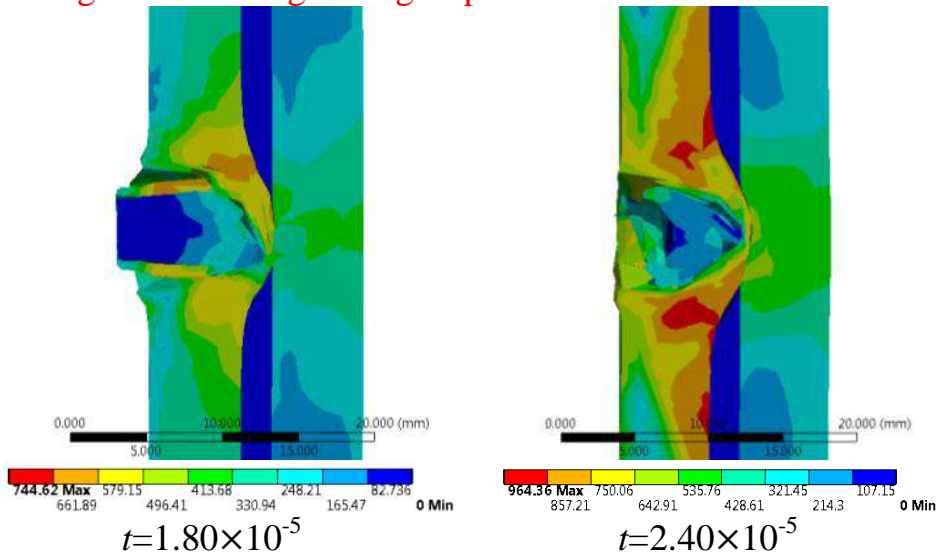 0.000 10.000 20.000 (mm)
5.000 15.000
744.62 Max 579.15 413.68 248.21 82.736
661.89 496.41 330.94 165.47 0 Min
t=1.80×10⁻⁵
0.000 10.000 20.000 (mm)
5.000 15.000
964.36 Max 750.06 535.76 321.45 107.15
857.21 642.91 428.61 214.3 0 Min
t=2.40×10⁻⁵